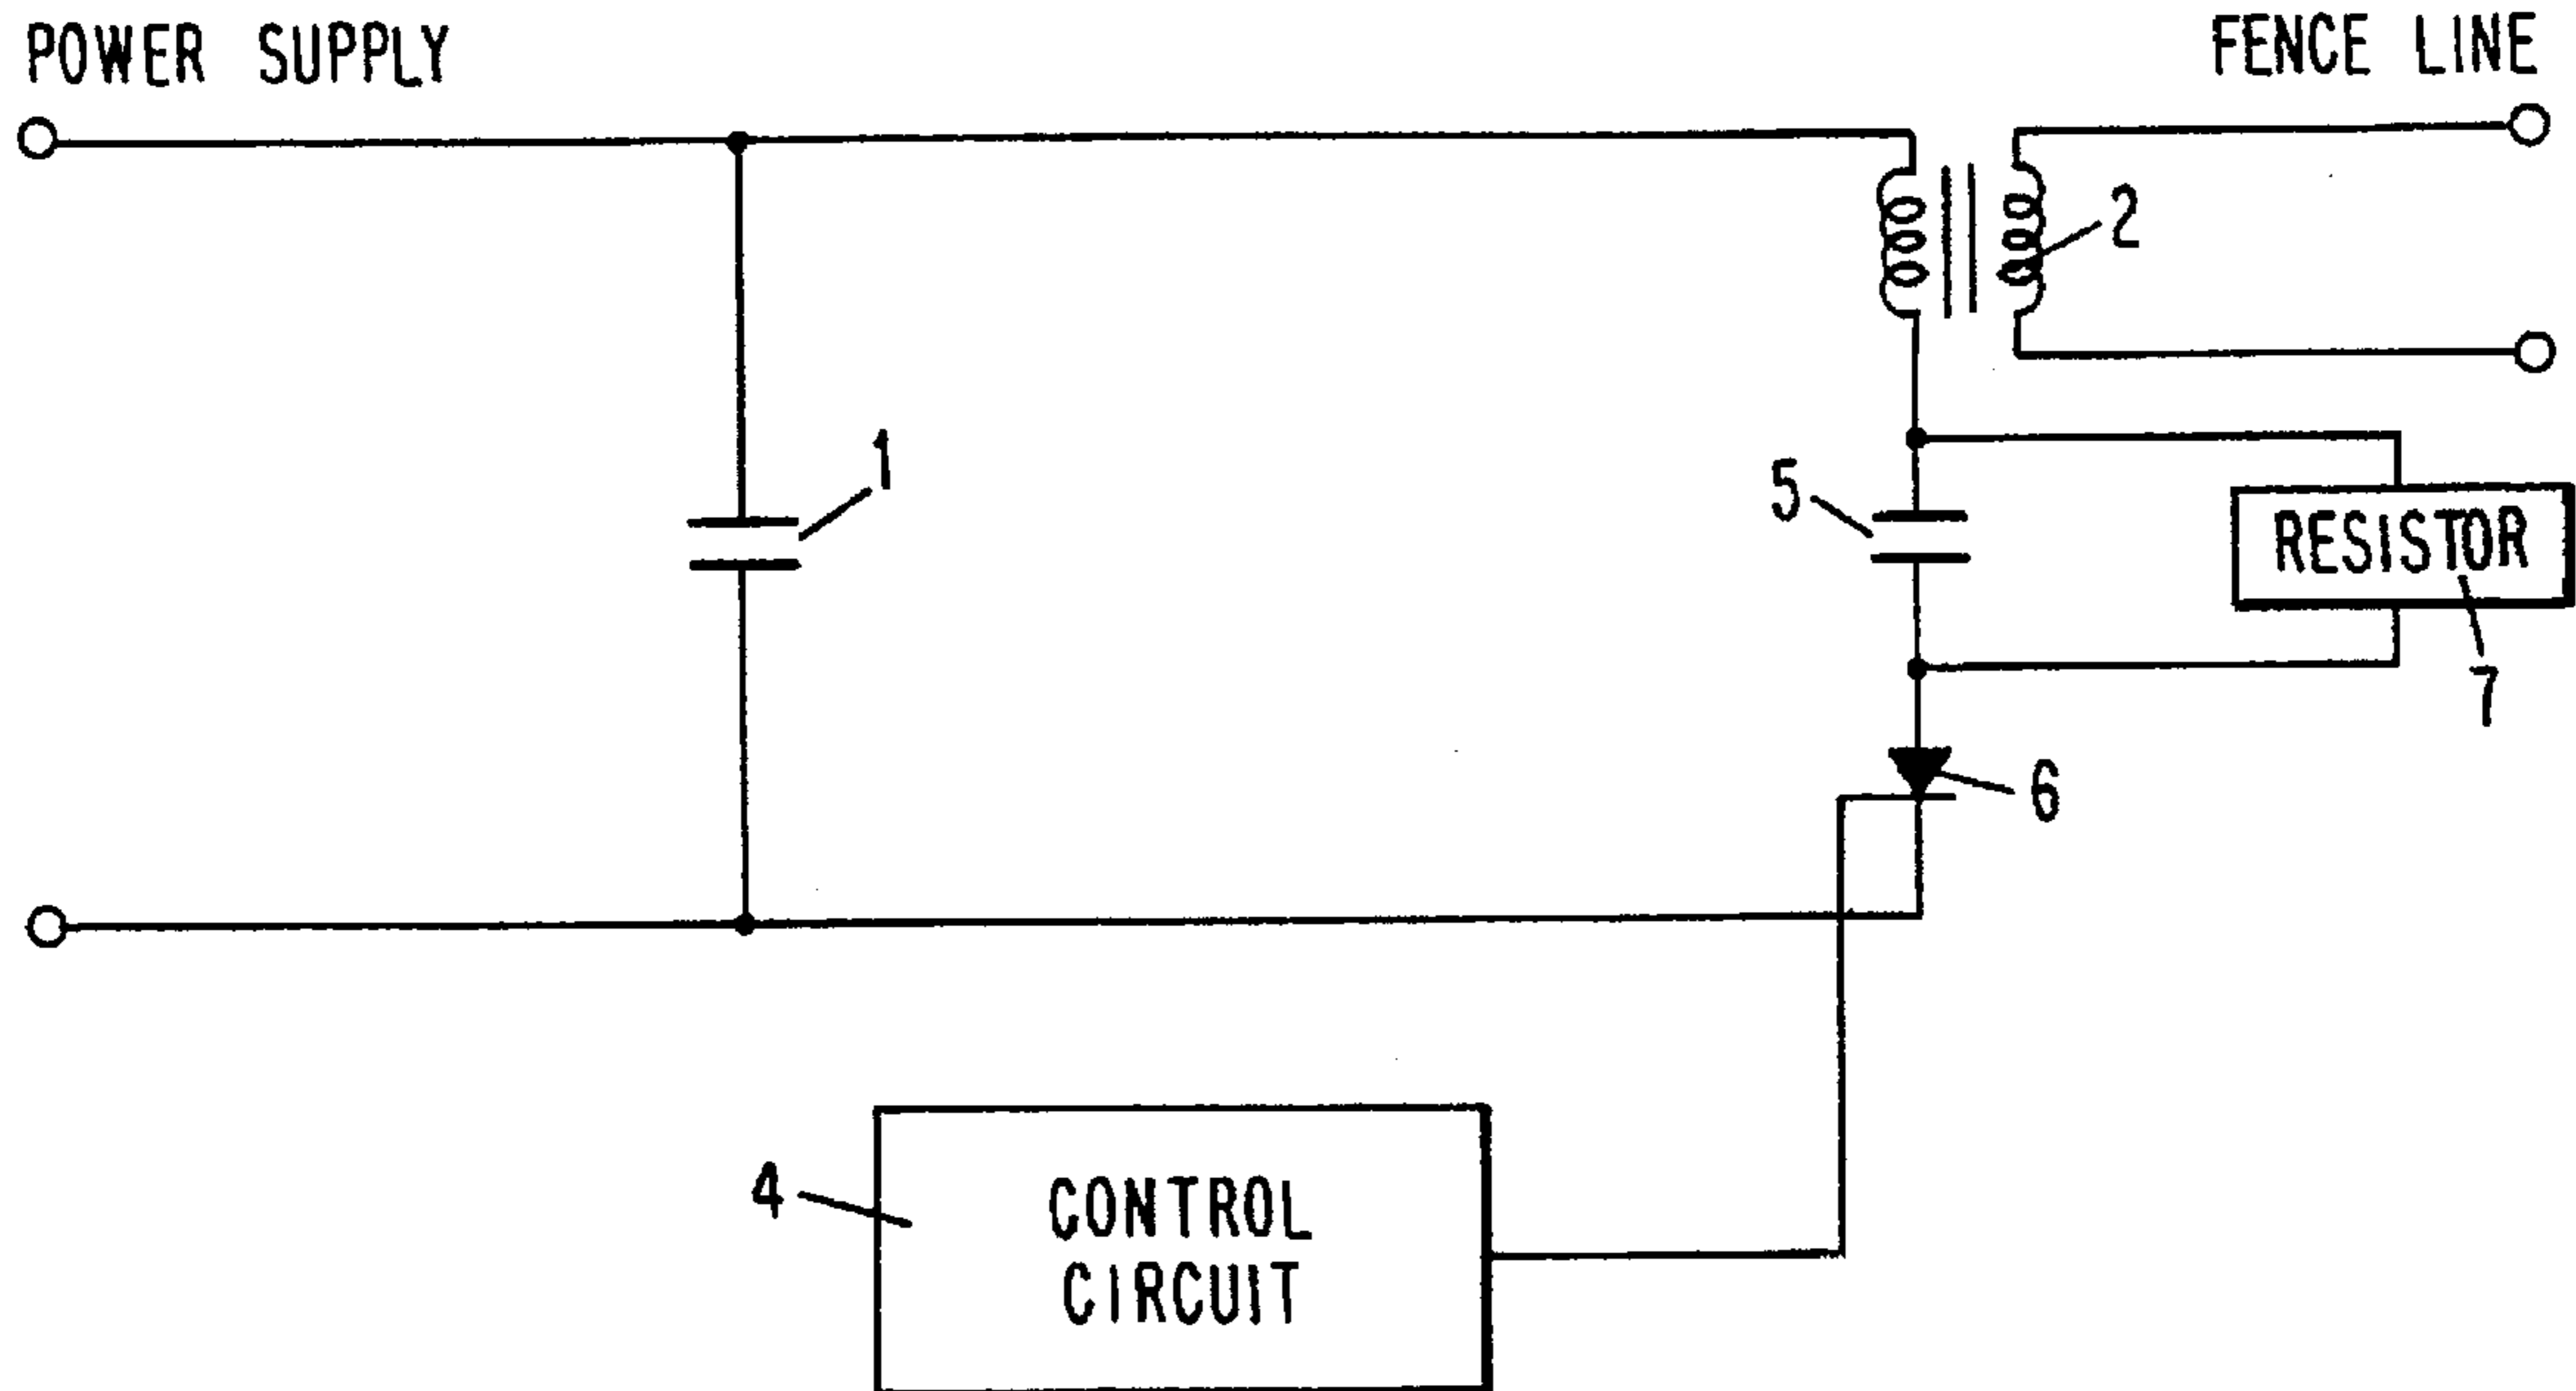 POWER SUPPLY
FENCE LINE
2
1
5
RESISTOR
7
6
4
CONTROL
CIRCUIT